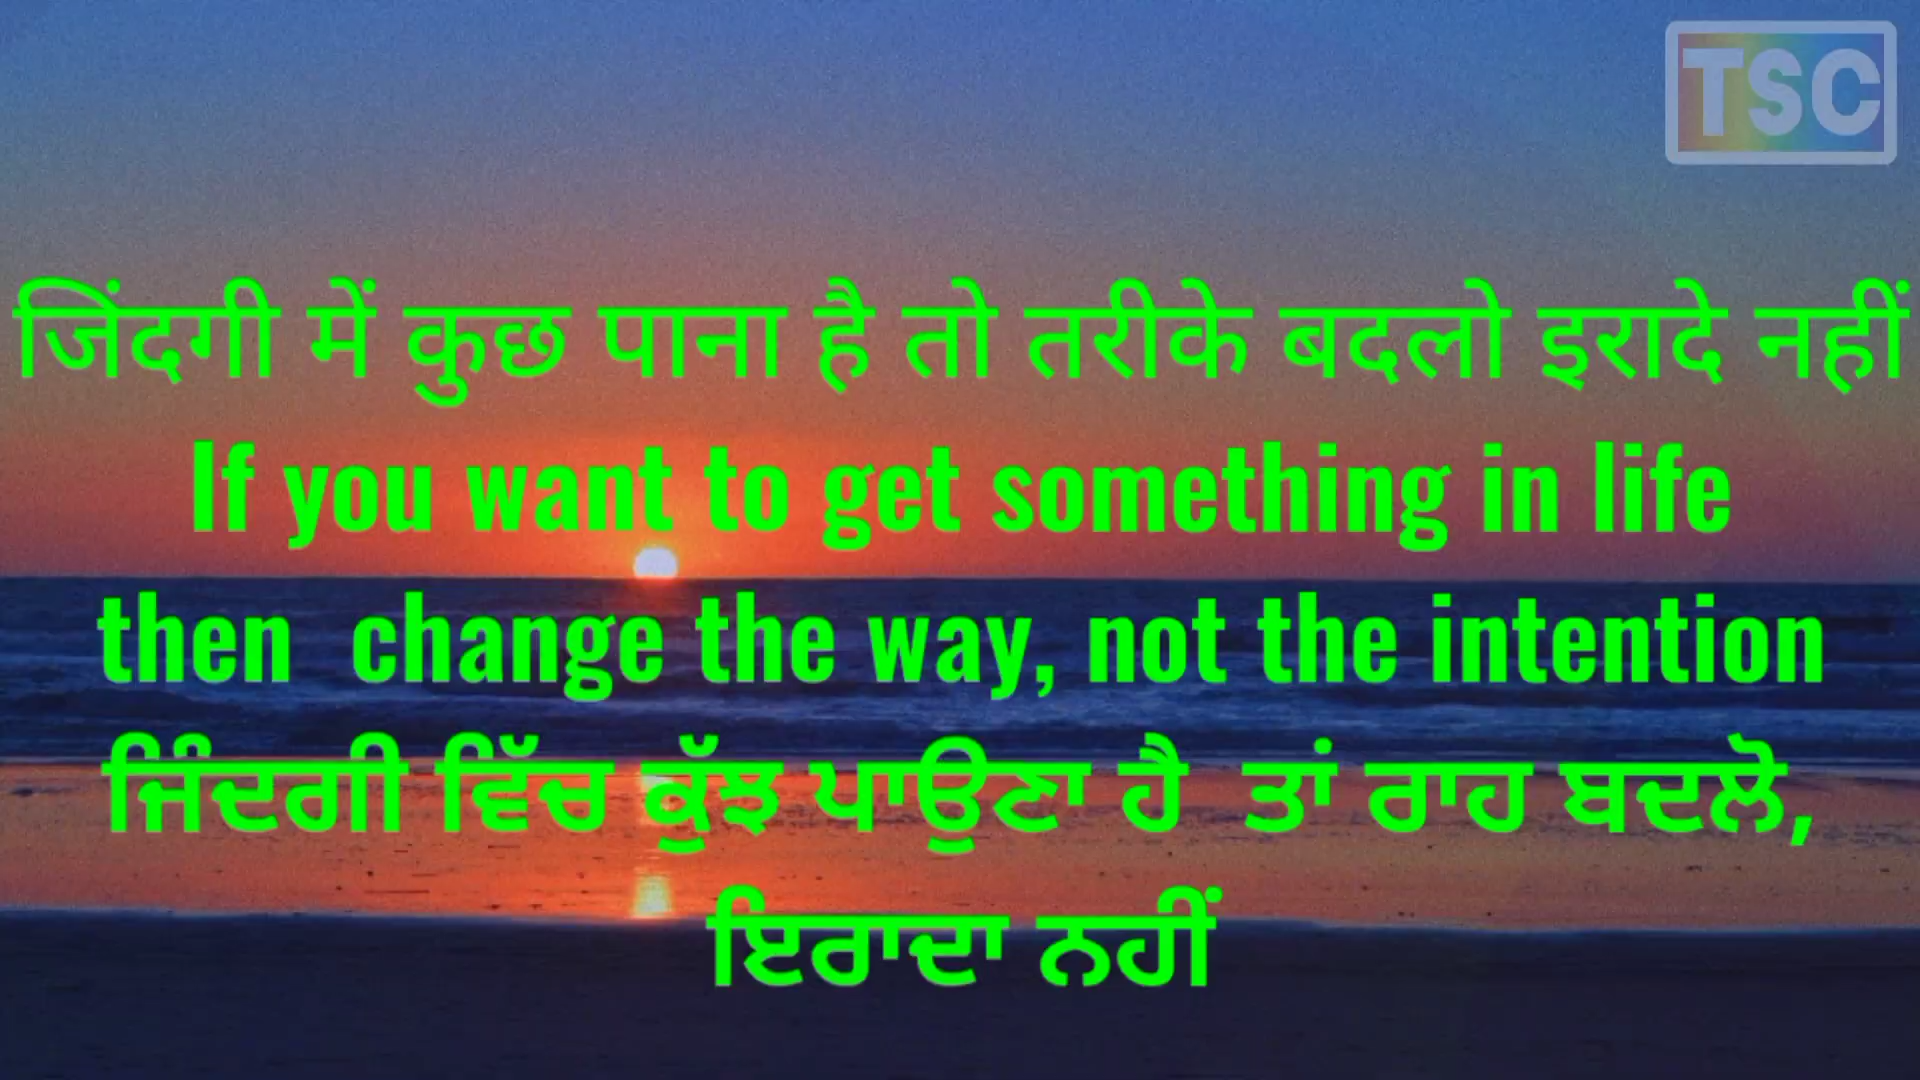 TSC
जिंदगी में कुछ पाना है तो तरीके बदलो इरादे नहीं
If you want to get something in life
then change the way, not the intention
ਜਿੰਦਗੀ ਵਿੱਚ ਕੁੱਝ ਪਾਉਣਾ ਹੈ ਤਾਂ ਰਾਹ ਬਦਲੋ,
ਇਰਾਦਾ ਨਹੀਂ